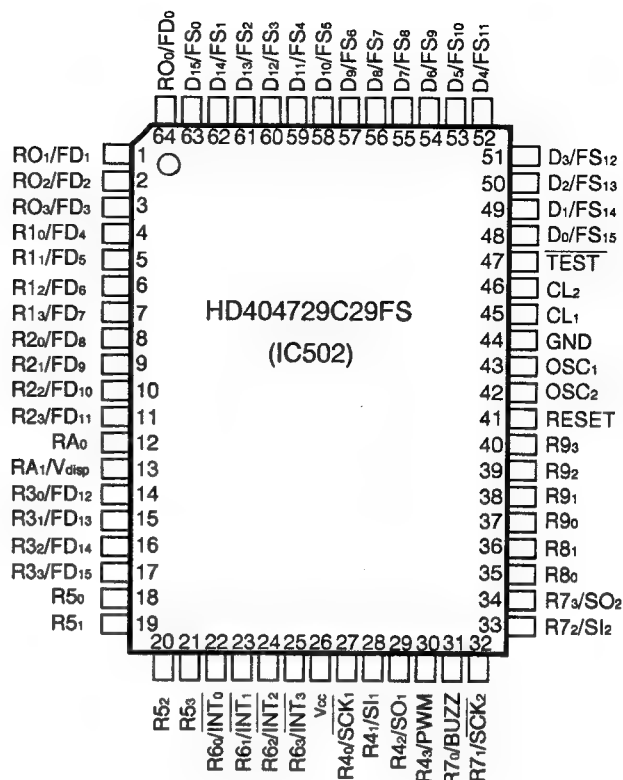 RO₀/FD₀
D₁₅/FS₀
D₁₄/FS₁
D₁₃/FS₂
D₁₂/FS₃
D₁₁/FS₄
D₁₀/FS₅
D₉/FS₆
D₈/FS₇
D₇/FS₈
D₆/FS₉
D₅/FS₁₀
D₄/FS₁₁
64 63 62 61 60 59 58 57 56 55 54 53 52
RO₁/FD₁ 1
RO₂/FD₂ 2
RO₃/FD₃ 3
R1₀/FD₄ 4
R1₁/FD₅ 5
R1₂/FD₆ 6
R1₃/FD₇ 7
R2₀/FD₈ 8
R2₁/FD₉ 9
R2₂/FD₁₀ 10
R2₃/FD₁₁ 11
RA₀ 12
RA₁/Vdisp 13
R3₀/FD₁₂ 14
R3₁/FD₁₃ 15
R3₂/FD₁₄ 16
R3₃/FD₁₅ 17
R5₀ 18
R5₁ 19
HD404729C29FS
(IC502)
51 D₃/FS₁₂
50 D₂/FS₁₃
49 D₁/FS₁₄
48 D₀/FS₁₅
47 T̅E̅S̅T̅
46 CL₂
45 CL₁
44 GND
43 OSC₁
42 OSC₂
41 RESET
40 R9₃
39 R9₂
38 R9₁
37 R9₀
36 R8₁
35 R8₀
34 R7₃/SO₂
33 R7₂/SI₂
20 21 22 23 24 25 26 27 28 29 30 31 32
R5₂
R5₃
R6₀/I̅N̅T̅₀
R6₁/I̅N̅T̅₁
R6₂/I̅N̅T̅₂
R6₃/I̅N̅T̅₃
Vcc
R4₀/S̅C̅K̅₁
R4₁/SI₁
R4₂/SO₁
R4₃/PWM
R7₀/BUZZ
R7₁/S̅C̅K̅₂